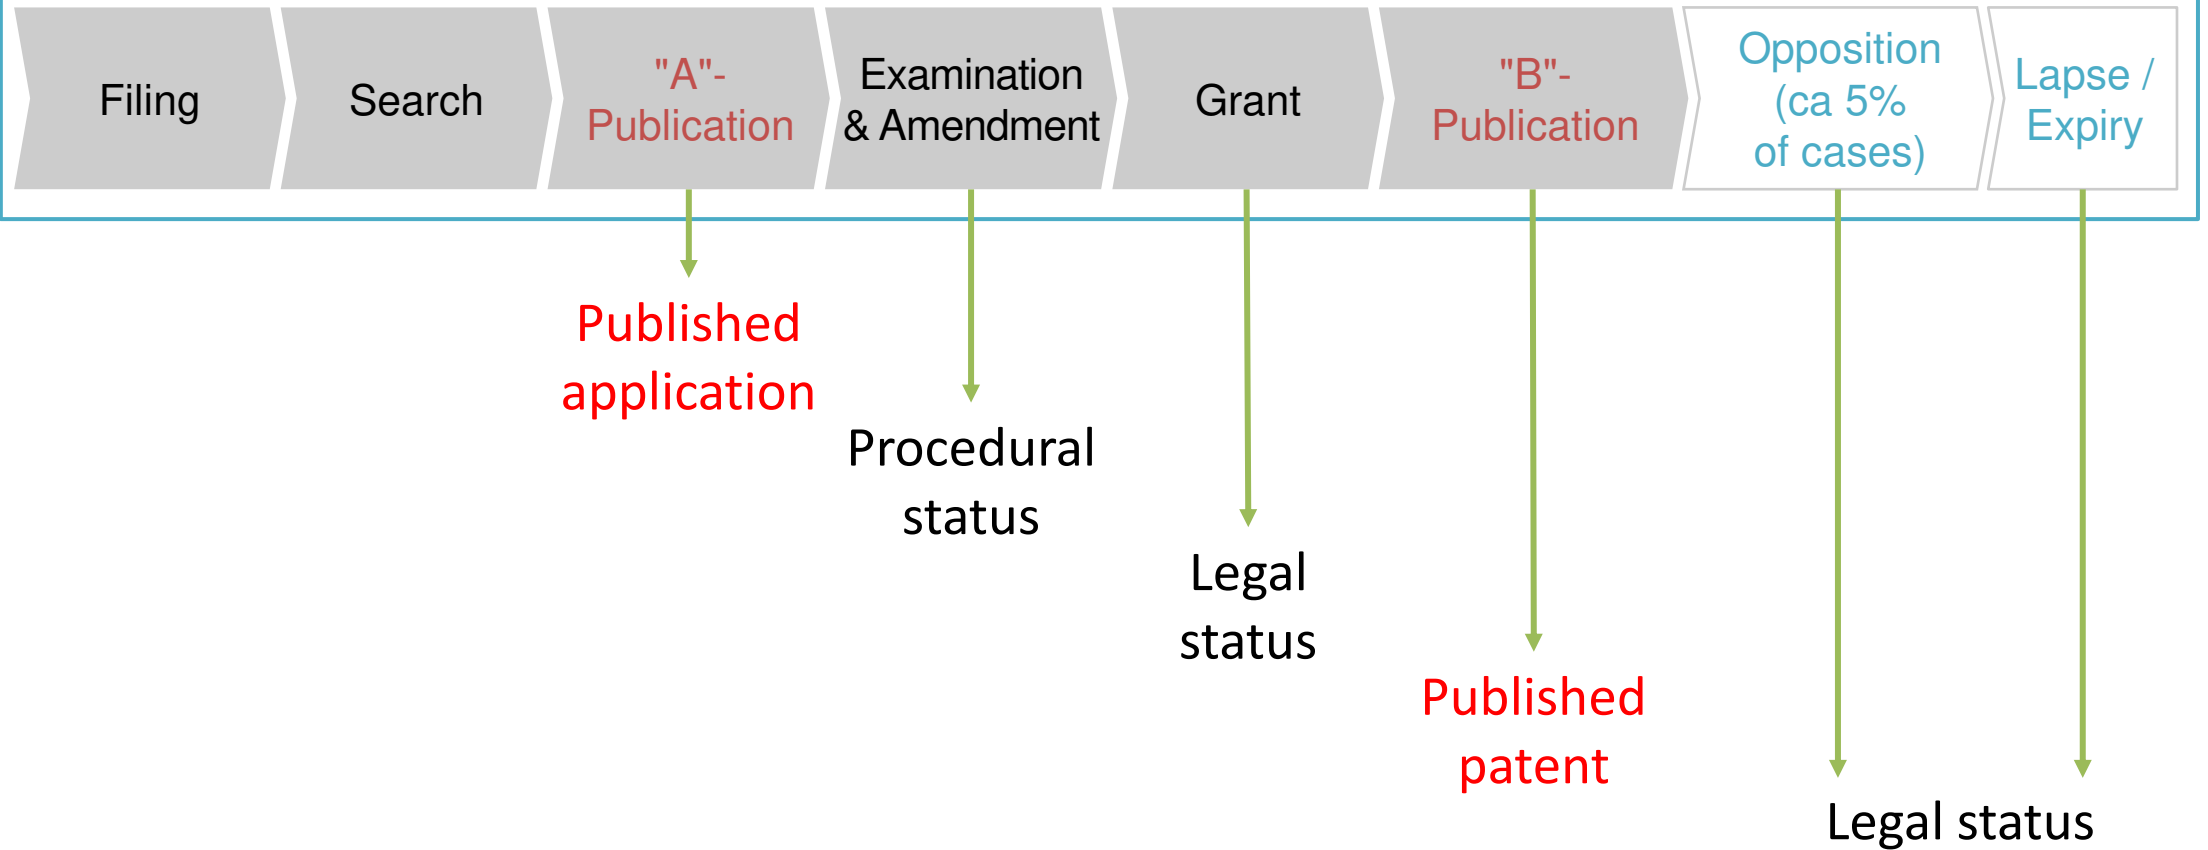 Filing
Search
"A"-
Publication
Examination
& Amendment
Grant
"B"-
Publication
Opposition
(ca 5%
of cases)
Lapse /
Expiry
Published
application
Procedural
status
Legal
status
Published
patent
Legal status